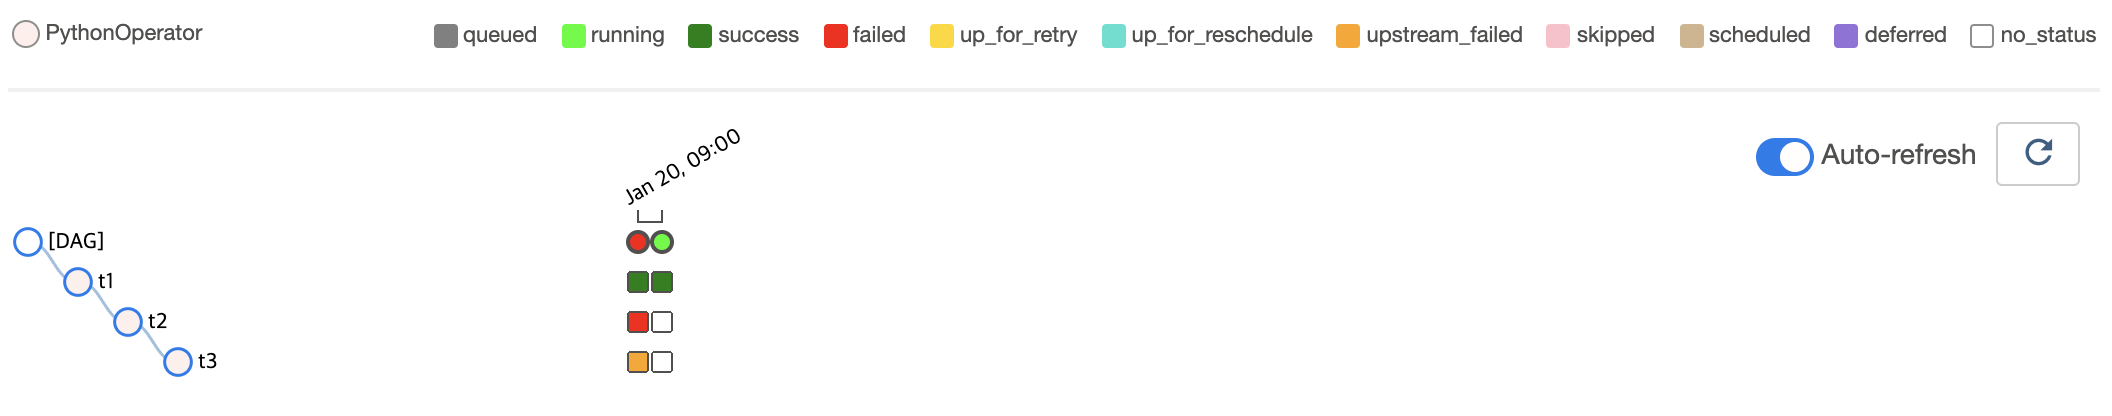 PythonOperator queued running success failed up_for_retry up_for_reschedule upstream_failed skipped scheduled deferred no_status
Auto-refresh
Jan 20, 09:00
[DAG]
t1
t2
t3